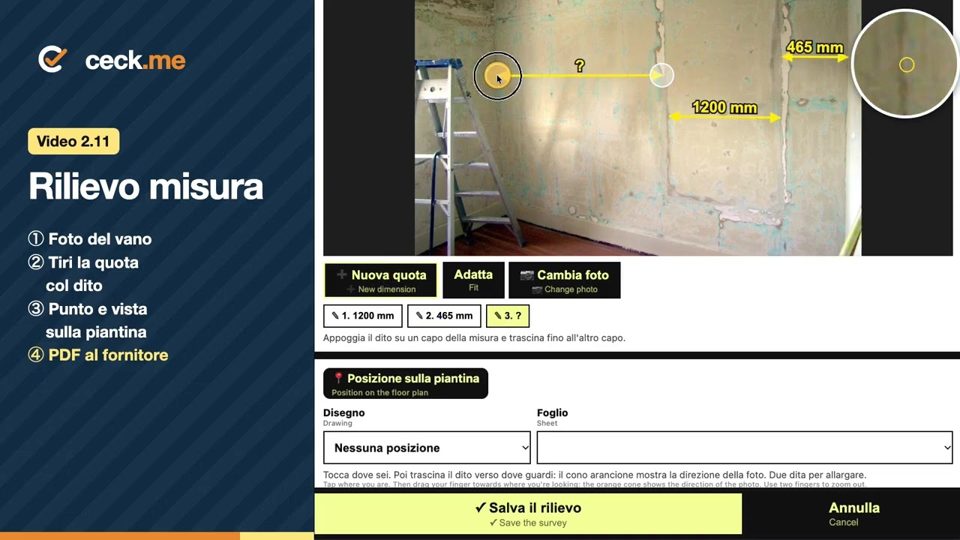 ceck.me
Video 2.11
Rilievo misura
① Foto del vano
② Tiri la quota
col dito
③ Punto e vista
sulla piantina
④ PDF al fornitore
?
465 mm
1200 mm
Nuova quota
New dimension
Adatta
Fit
Cambia foto
Change photo
✎ 1. 1200 mm
✎ 2. 465 mm
✎ 3. ?
Appoggia il dito su un capo della misura e trascina fino all'altro capo.
Posizione sulla piantina
Position on the floor plan
Disegno
Drawing
Foglio
Sheet
Nessuna posizione
Tocca dove sei. Poi trascina il dito verso dove guardi: il cono arancione mostra la direzione della foto. Due dita per allargare.
Tap where you are. Then drag your finger towards where you're looking: the orange cone shows the direction of the photo. Use two fingers to zoom out.
✓ Salva il rilievo
✓ Save the survey
Annulla
Cancel